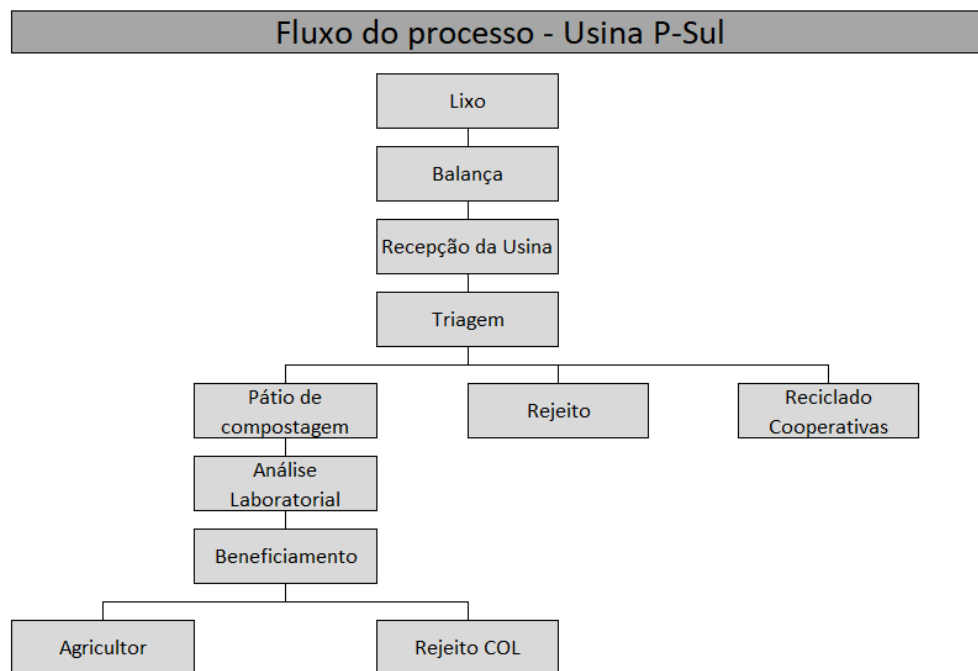 Fluxo do processo - Usina P-Sul
Lixo
Balança
Recepção da Usina
Triagem
Pátio de
compostagem
Rejeito
Reciclado
Cooperativas
Análise
Laboratorial
Beneficiamento
Agricultor
Rejeito COL